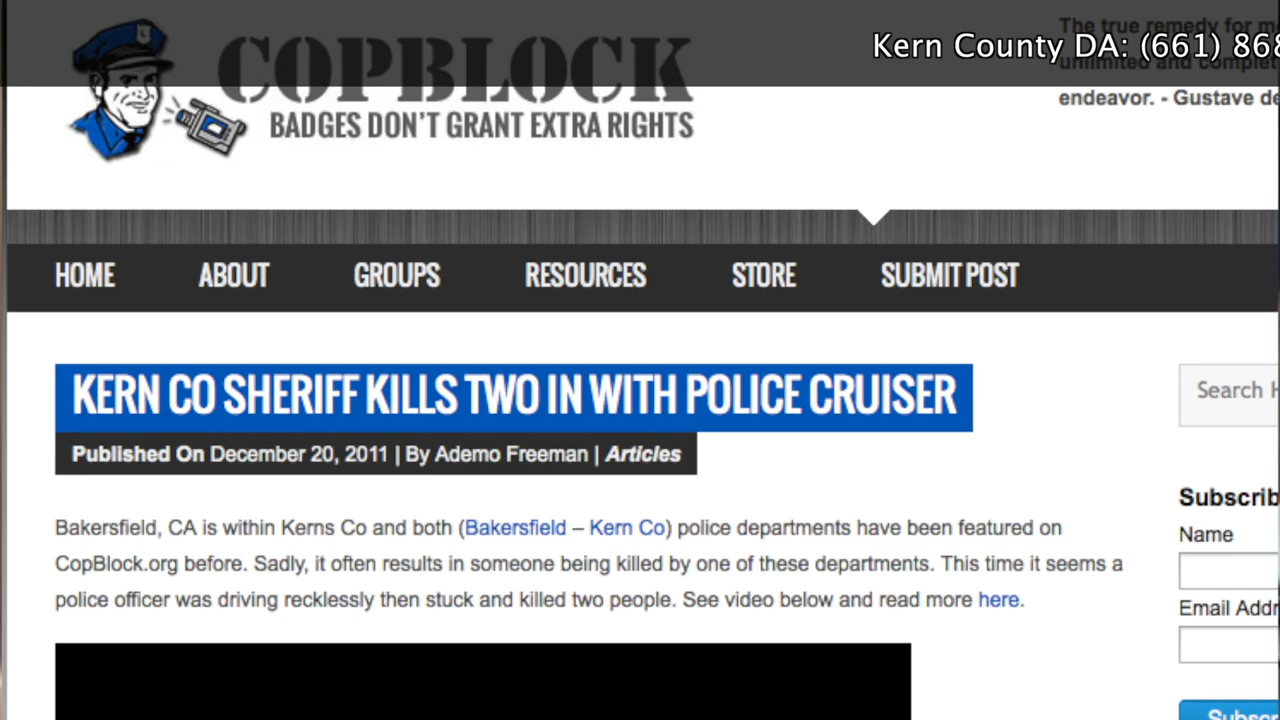 The true remedy for m
Kern County DA: (661) 868
unlimited and complet
endeavor. - Gustave de
COPBLOCK
BADGES DON'T GRANT EXTRA RIGHTS
HOME ABOUT GROUPS RESOURCES STORE SUBMIT POST
KERN CO SHERIFF KILLS TWO IN WITH POLICE CRUISER
Published On December 20, 2011 | By Ademo Freeman | Articles
Search H
Bakersfield, CA is within Kerns Co and both (Bakersfield – Kern Co) police departments have been featured on
CopBlock.org before. Sadly, it often results in someone being killed by one of these departments. This time it seems a
police officer was driving recklessly then stuck and killed two people. See video below and read more here.
Subscrib
Name
Email Addr
Subscr